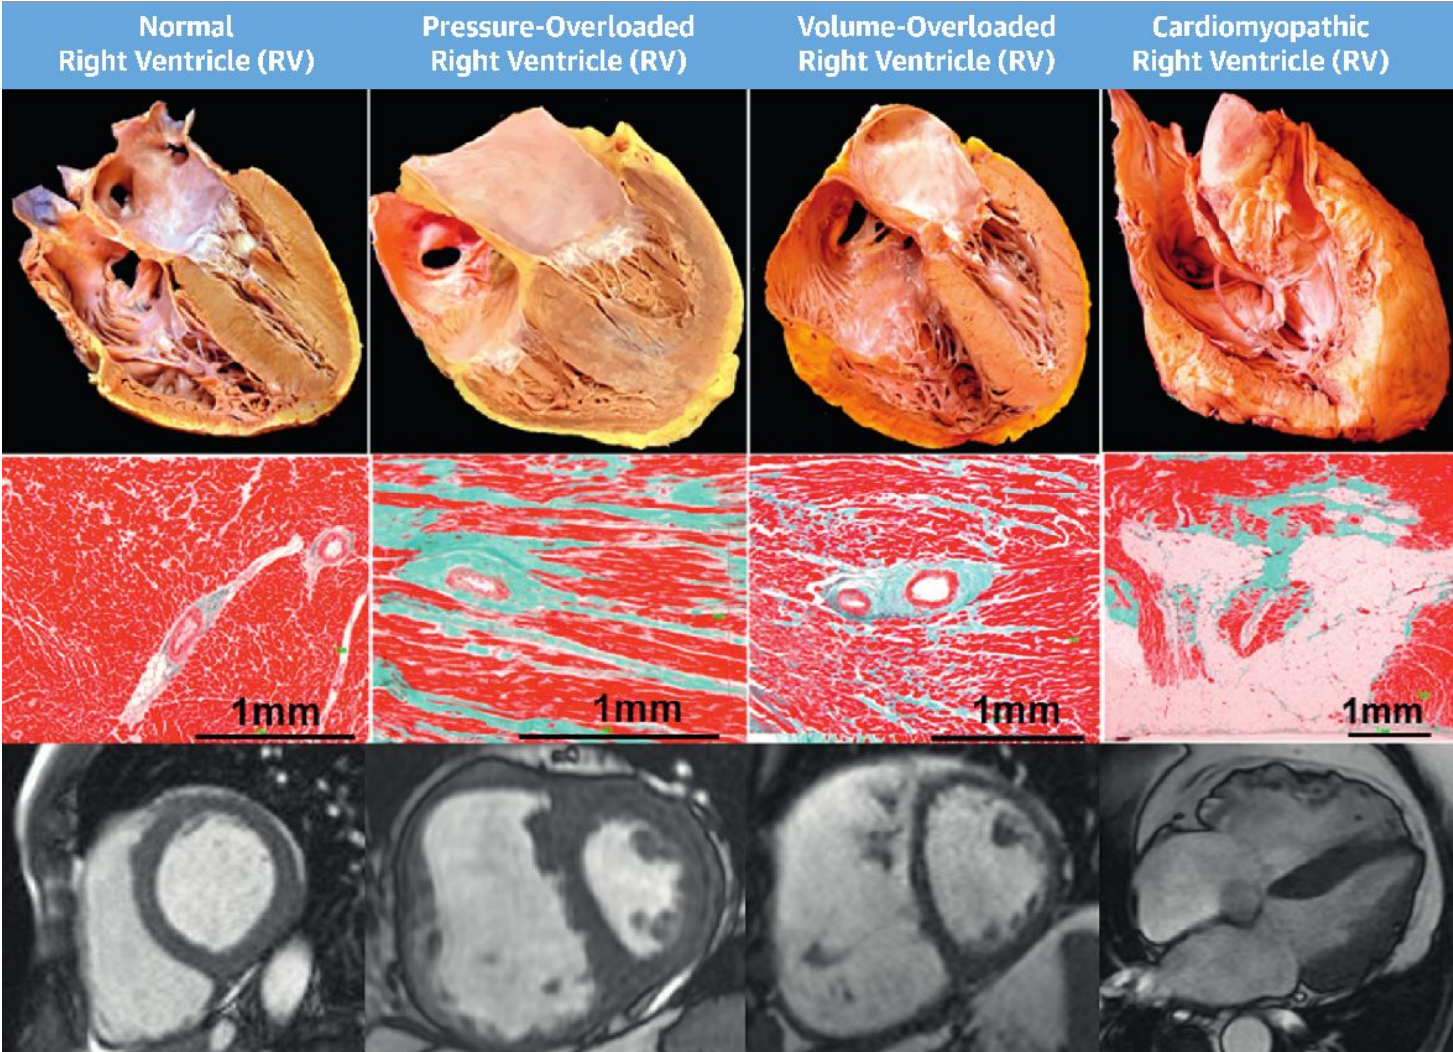 Normal
Right Ventricle (RV)
Pressure-Overloaded
Right Ventricle (RV)
Volume-Overloaded
Right Ventricle (RV)
Cardiomyopathic
Right Ventricle (RV)
1mm
1mm
1mm
1mm